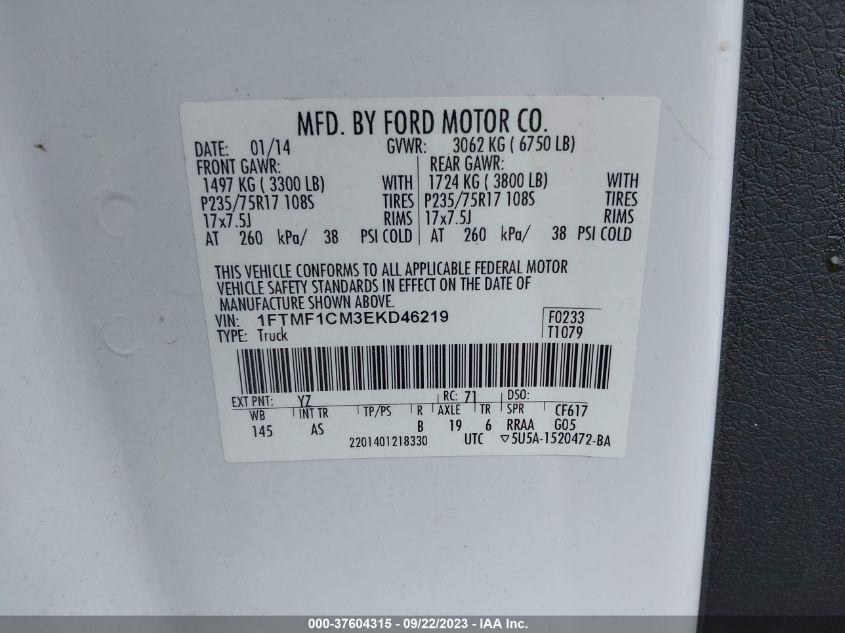 MFD. BY FORD MOTOR CO.
DATE: 01/14 GVWR: 3062 KG ( 6750 LB)
FRONT GAWR: REAR GAWR:
1497 KG ( 3300 LB) WITH 1724 KG ( 3800 LB) WITH
P235/75R17 108S TIRES P235/75R17 108S TIRES
17x7.5J RIMS 17x7.5J RIMS
AT 260 kPa/ 38 PSI COLD AT 260 kPa/ 38 PSI COLD
THIS VEHICLE CONFORMS TO ALL APPLICABLE FEDERAL MOTOR
VEHICLE SAFETY STANDARDS IN EFFECT ON THE DATE OF
MANUFACTURE SHOWN ABOVE.
VIN: 1FTMF1CM3EKD46219 F0233
TYPE: Truck T1079
EXT PNT: YZ RC: 71 DSO:
WB INT TR TP/PS R AXLE TR SPR CF617
145 AS B 19 6 RRAA G05
2201401218330 UTC ▽5U5A-1520472-BA
000-37604315 - 09/22/2023 - IAA Inc.